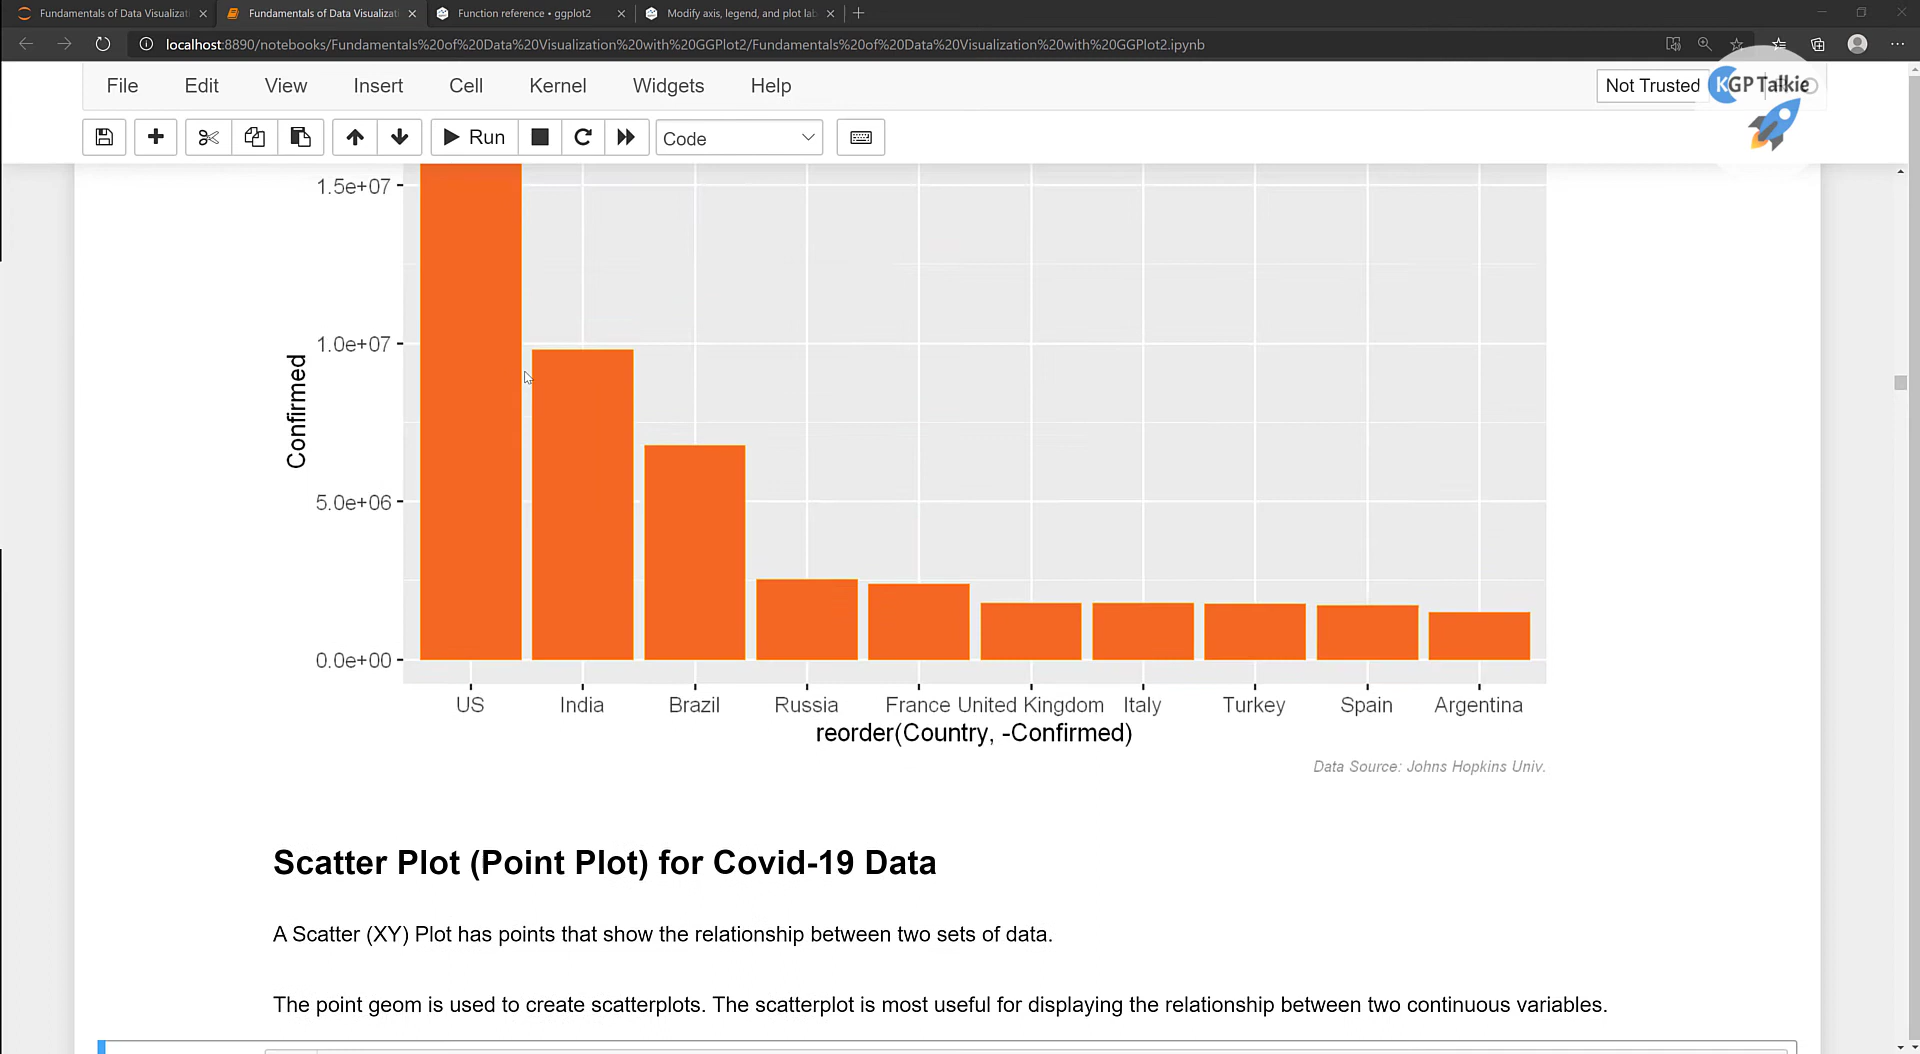 Fundamentals of Data Visualizati
Fundamentals of Data Visualizati
Function reference • ggplot2
Modify axis, legend, and plot lab
localhost:8890/notebooks/Fundamentals%20of%20Data%20Visualization%20with%20GGPlot2/Fundamentals%20of%20Data%20Visualization%20with%20GGPlot2.ipynb
File Edit View Insert Cell Kernel Widgets Help
Not Trusted
KGP Talkie
Run
Code
1.5e+07
1.0e+07
5.0e+06
0.0e+00
Confirmed
US India Brazil Russia France United Kingdom Italy Turkey Spain Argentina
reorder(Country, -Confirmed)
Data Source: Johns Hopkins Univ.
Scatter Plot (Point Plot) for Covid-19 Data
A Scatter (XY) Plot has points that show the relationship between two sets of data.
The point geom is used to create scatterplots. The scatterplot is most useful for displaying the relationship between two continuous variables.